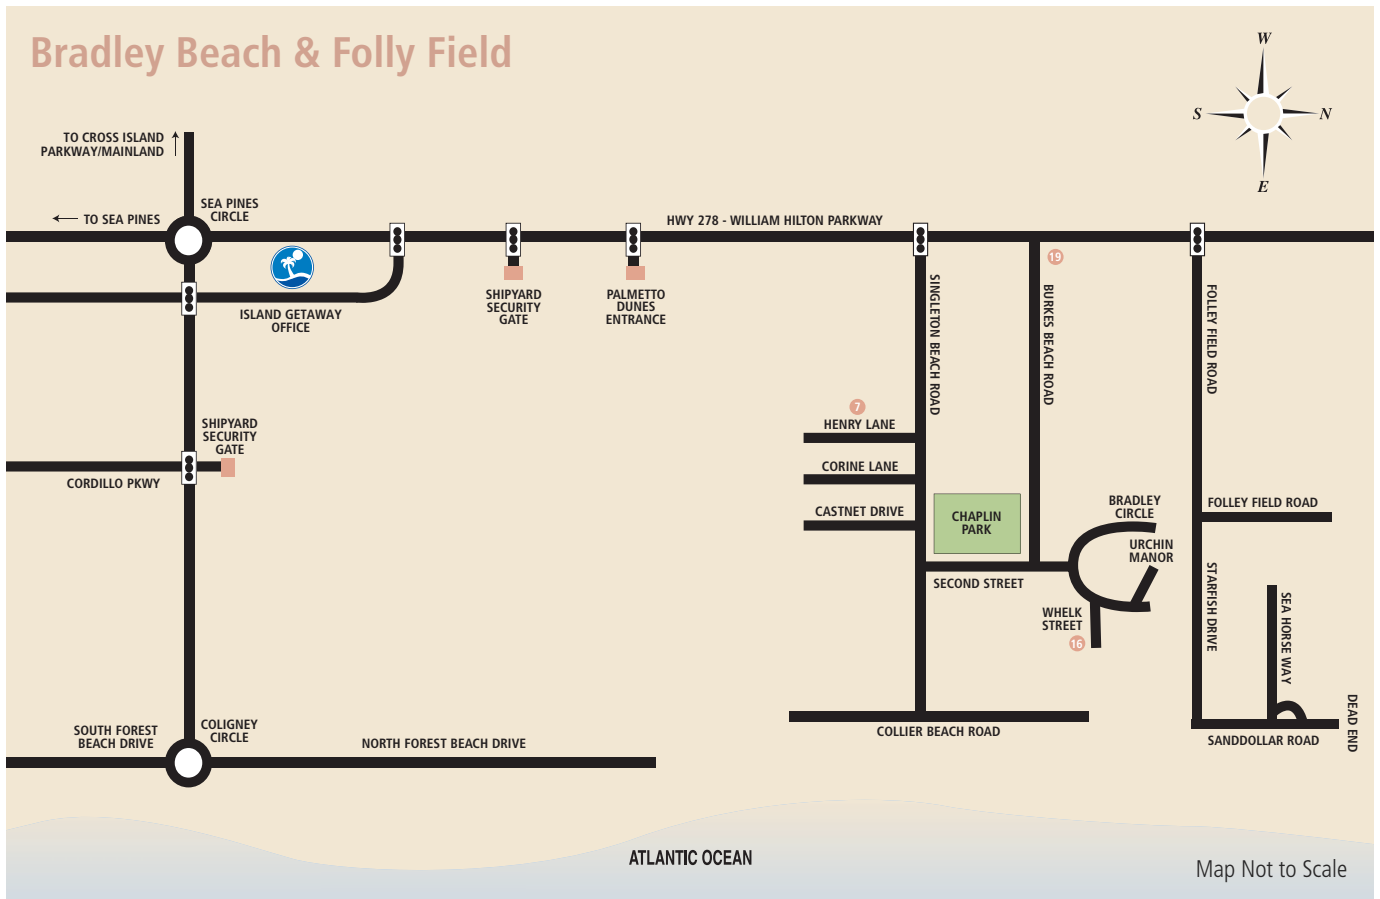 Bradley Beach & Folly Field
W
S
N
E
TO CROSS ISLAND
PARKWAY/MAINLAND
SEA PINES
CIRCLE
TO SEA PINES
HWY 278 - WILLIAM HILTON PARKWAY
19
ISLAND GETAWAY
OFFICE
SHIPYARD
SECURITY
GATE
PALMETTO
DUNES
ENTRANCE
SINGLETON BEACH ROAD
BURKES BEACH ROAD
FOLLEY FIELD ROAD
7
HENRY LANE
SHIPYARD
SECURITY
GATE
CORDILLO PKWY
CORINE LANE
CASTNET DRIVE
CHAPLIN
PARK
BRADLEY
CIRCLE
FOLLEY FIELD ROAD
URCHIN
MANOR
SECOND STREET
WHELK
STREET
16
STARFISH DRIVE
SEA HORSE WAY
DEAD END
SOUTH FOREST
BEACH DRIVE
COLIGNEY
CIRCLE
NORTH FOREST BEACH DRIVE
COLLIER BEACH ROAD
SANDDOLLAR ROAD
ATLANTIC OCEAN
Map Not to Scale